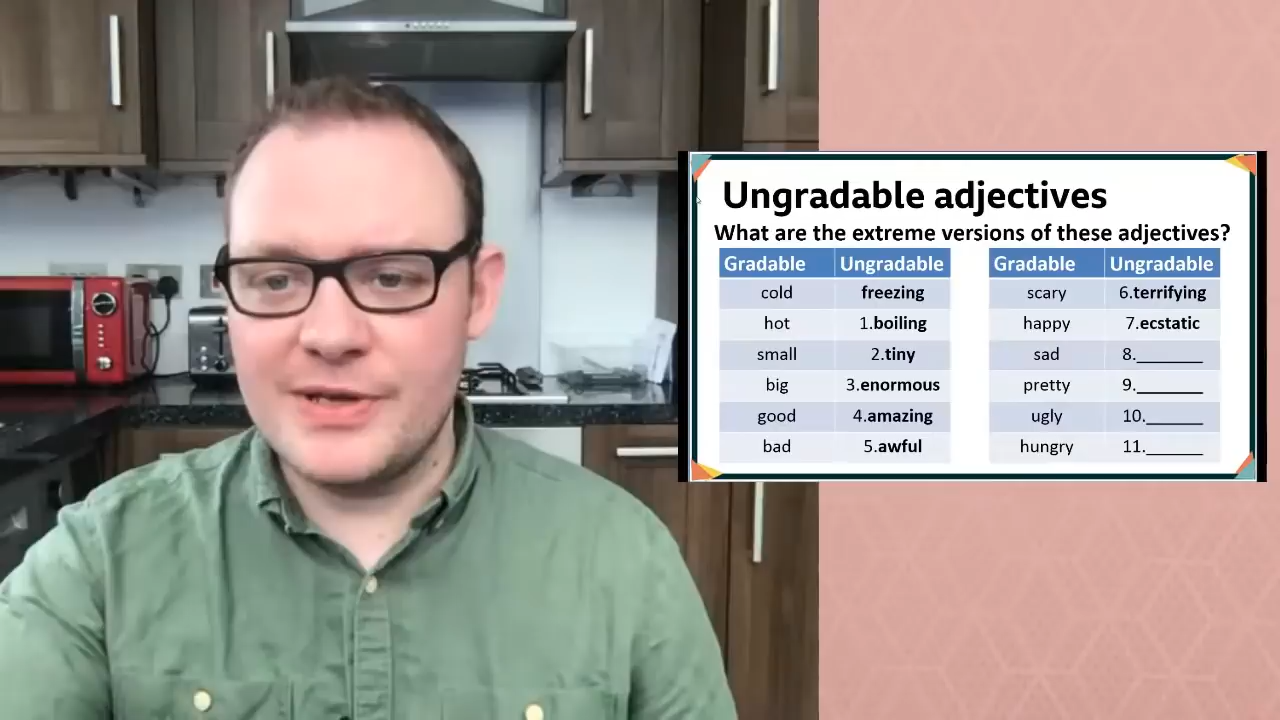 Ungradable adjectives
What are the extreme versions of these adjectives?
Gradable Ungradable
cold freezing
hot 1.boiling
small 2.tiny
big 3.enormous
good 4.amazing
bad 5.awful
Gradable Ungradable
scary 6.terrifying
happy 7.ecstatic
sad 8.________
pretty 9.________
ugly 10._______
hungry 11._______